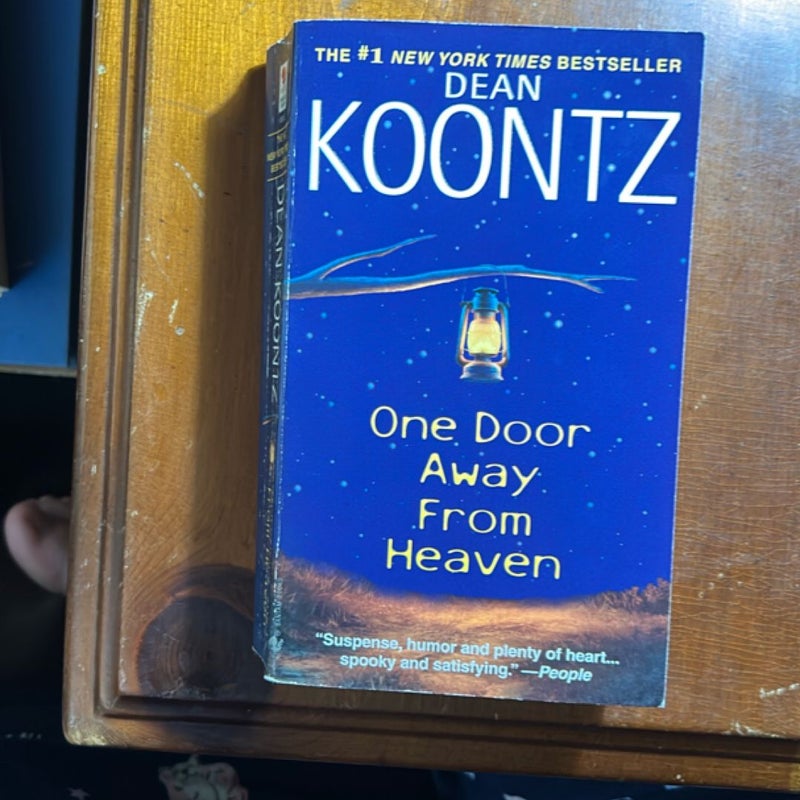 THE #1 NEW YORK TIMES BESTSELLER
DEAN
KOONTZ
One Door
Away
From
Heaven
“Suspense, humor and plenty of heart...
spooky and satisfying.” —People
DEAN KOONTZ